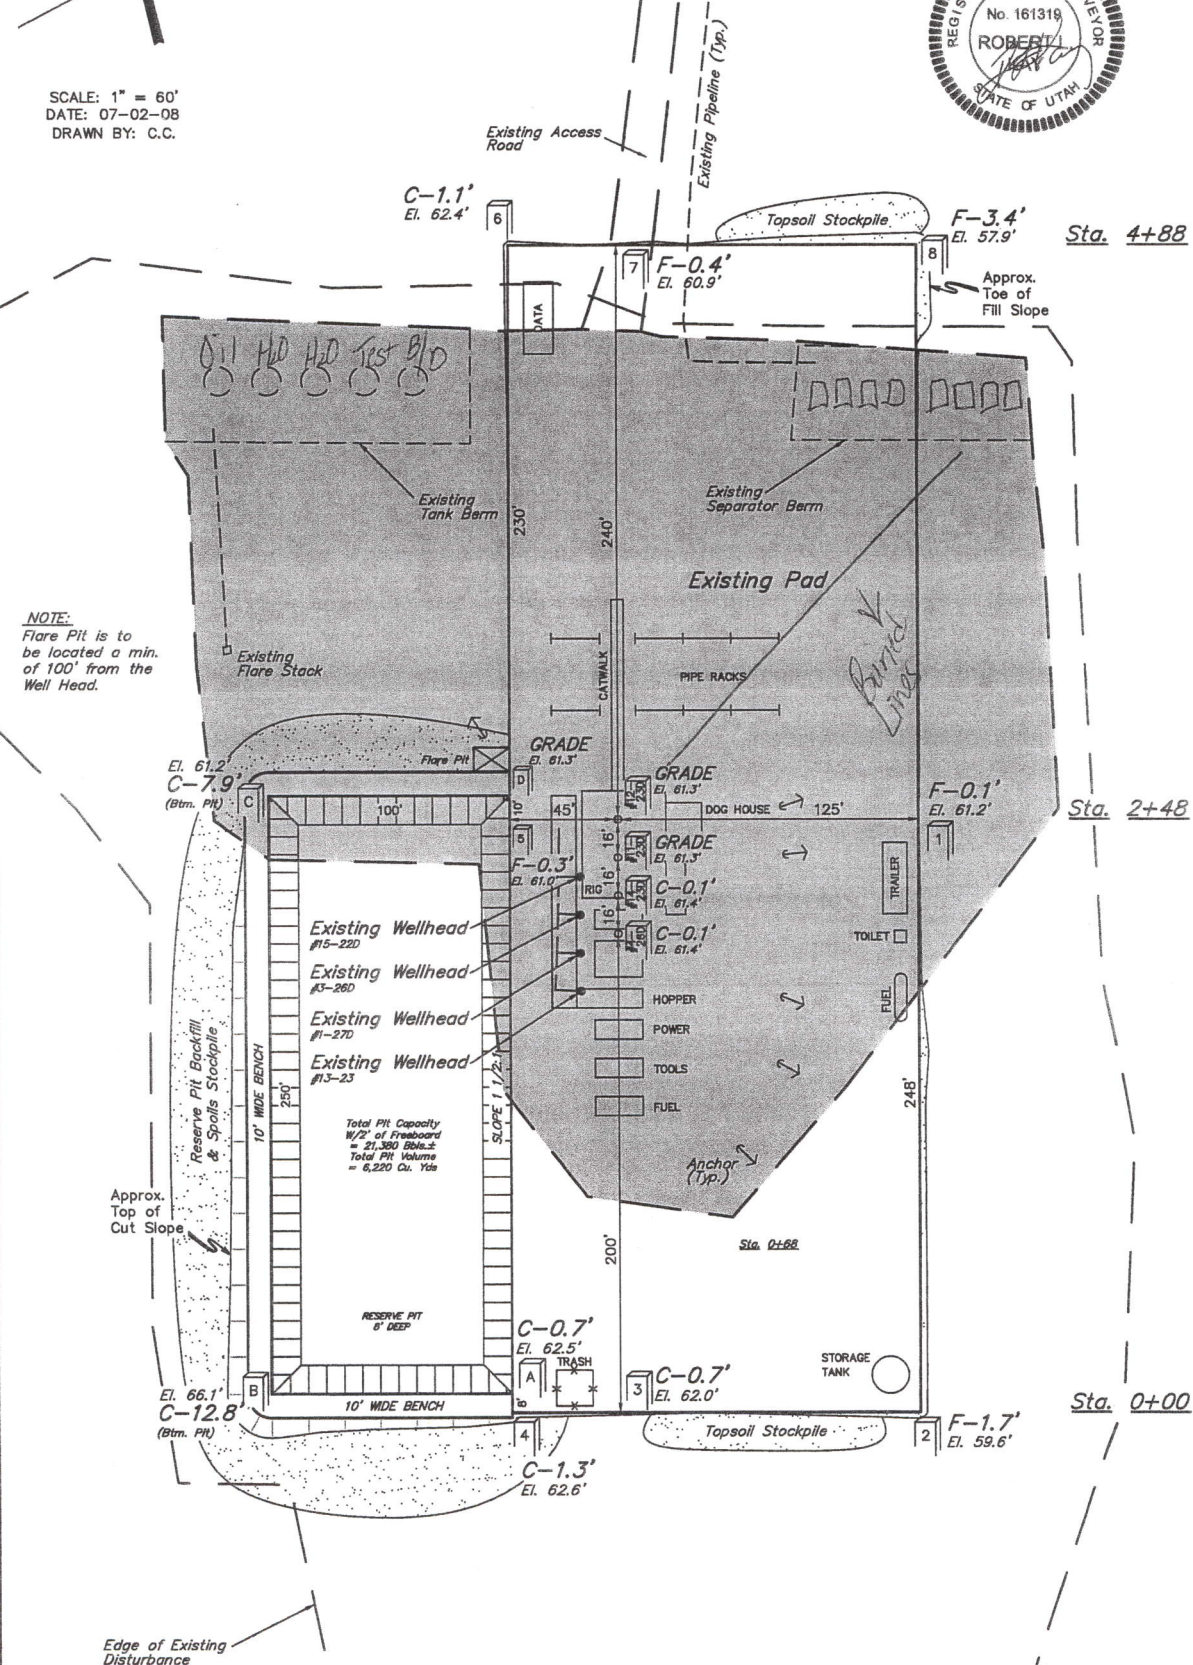 REGIS
YEYOR
No. 161319
ROBERT L.
STATE OF UTAH
SCALE: 1" = 60'
DATE: 07-02-08
DRAWN BY: C.C.
Existing Access
Road
Existing Pipeline (Typ.)
C-1.1'
El. 62.4'
6
Topsoil Stockpile
F-3.4'
El. 57.9'
8
Sta. 4+88
7
F-0.4'
El. 60.9'
Approx.
Toe of
Fill Slope
DATA
Oil H2O H2O Test B/D
Existing
Tank Berm
230'
240'
Existing
Separator Berm
Existing Pad
Buried
Lines
NOTE:
Flare Pit is to
be located a min.
of 100' from the
Well Head.
Existing
Flare Stack
CATWALK
PIPE RACKS
Flare Pit
GRADE
El. 61.3'
D
El. 61.2'
C-7.9'
(Btm. Pit)
C
100'
10'
45'
GRADE
El. 61.3'
#12-23D
DOG HOUSE
125'
F-0.1'
El. 61.2'
1
Sta. 2+48
5
F-0.3'
El. 61.0'
16'
GRADE
El. 61.3'
RIG
16'
C-0.1'
El. 61.4'
16'
C-0.1'
El. 61.4'
TRAILER
TOILET
FUEL
Existing Wellhead
#15-22D
Existing Wellhead
#3-26D
Existing Wellhead
#1-27D
Existing Wellhead
#13-23
HOPPER
POWER
TOOLS
FUEL
Reserve Pit Backfill
& Spoils Stockpile
10' WIDE BENCH
250'
SLOPE 1 1/2:1
248'
Total Pit Capacity
W/2' of Freeboard
= 21,380 Bbls.±
Total Pit Volume
= 6,220 Cu. Yds
Anchor
(Typ.)
Approx.
Top of
Cut Slope
200'
Sta. 0+68
RESERVE PIT
8' DEEP
C-0.7'
El. 62.5'
A
TRASH
STORAGE
TANK
3
C-0.7'
El. 62.0'
El. 66.1'
C-12.8'
(Btm. Pit)
B
10' WIDE BENCH
8'
Sta. 0+00
4
C-1.3'
El. 62.6'
Topsoil Stockpile
2
F-1.7'
El. 59.6'
Edge of Existing
Disturbance